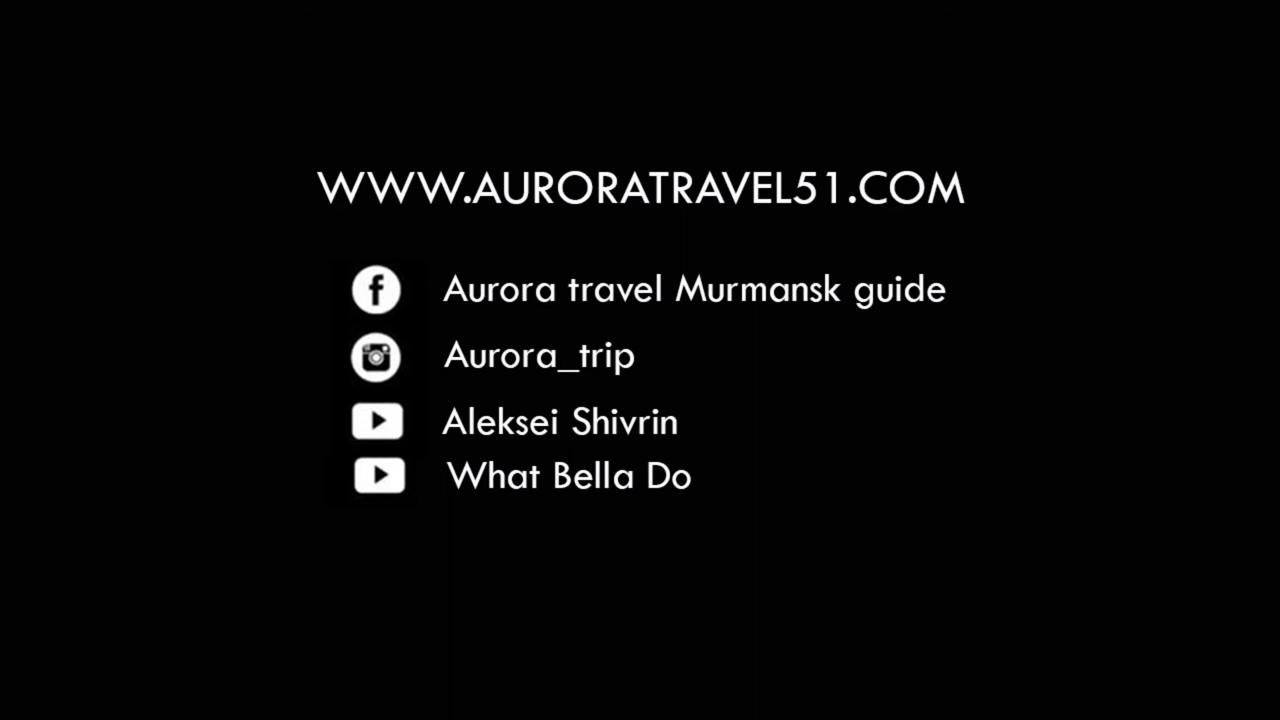 WWW.AURORATRAVEL51.COM
Aurora travel Murmansk guide
Aurora_trip
Aleksei Shivrin
What Bella Do